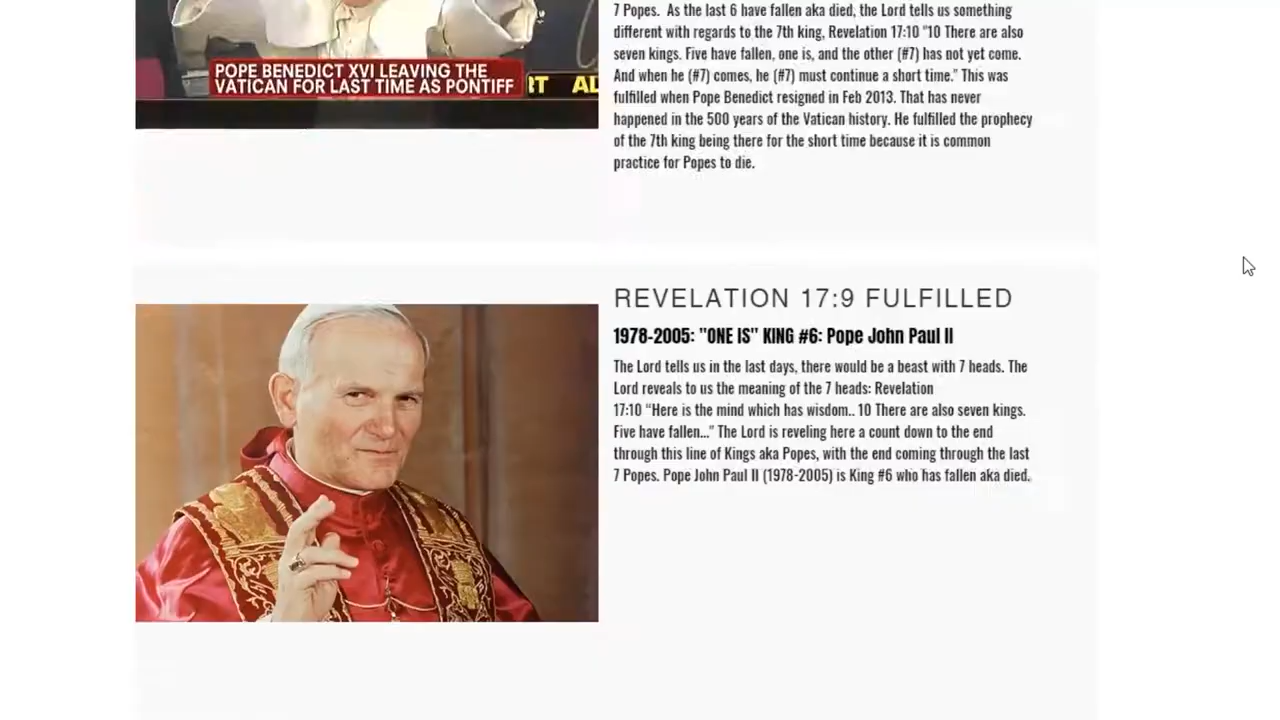 POPE BENEDICT XVI LEAVING THE
VATICAN FOR LAST TIME AS PONTIFF
RT AL
7 Popes. As the last 6 have fallen aka died, the Lord tells us something
different with regards to the 7th king, Revelation 17:10 "10 There are also
seven kings. Five have fallen, one is, and the other (#7) has not yet come.
And when he (#7) comes, he (#7) must continue a short time." This was
fulfilled when Pope Benedict resigned in Feb 2013. That has never
happened in the 500 years of the Vatican history. He fulfilled the prophecy
of the 7th king being there for the short time because it is common
practice for Popes to die.
REVELATION 17:9 FULFILLED
1978-2005: "ONE IS" KING #6: Pope John Paul II
The Lord tells us in the last days, there would be a beast with 7 heads. The
Lord reveals to us the meaning of the 7 heads: Revelation
17:10 “Here is the mind which has wisdom.. 10 There are also seven kings.
Five have fallen...” The Lord is reveling here a count down to the end
through this line of Kings aka Popes, with the end coming through the last
7 Popes. Pope John Paul II (1978-2005) is King #6 who has fallen aka died.